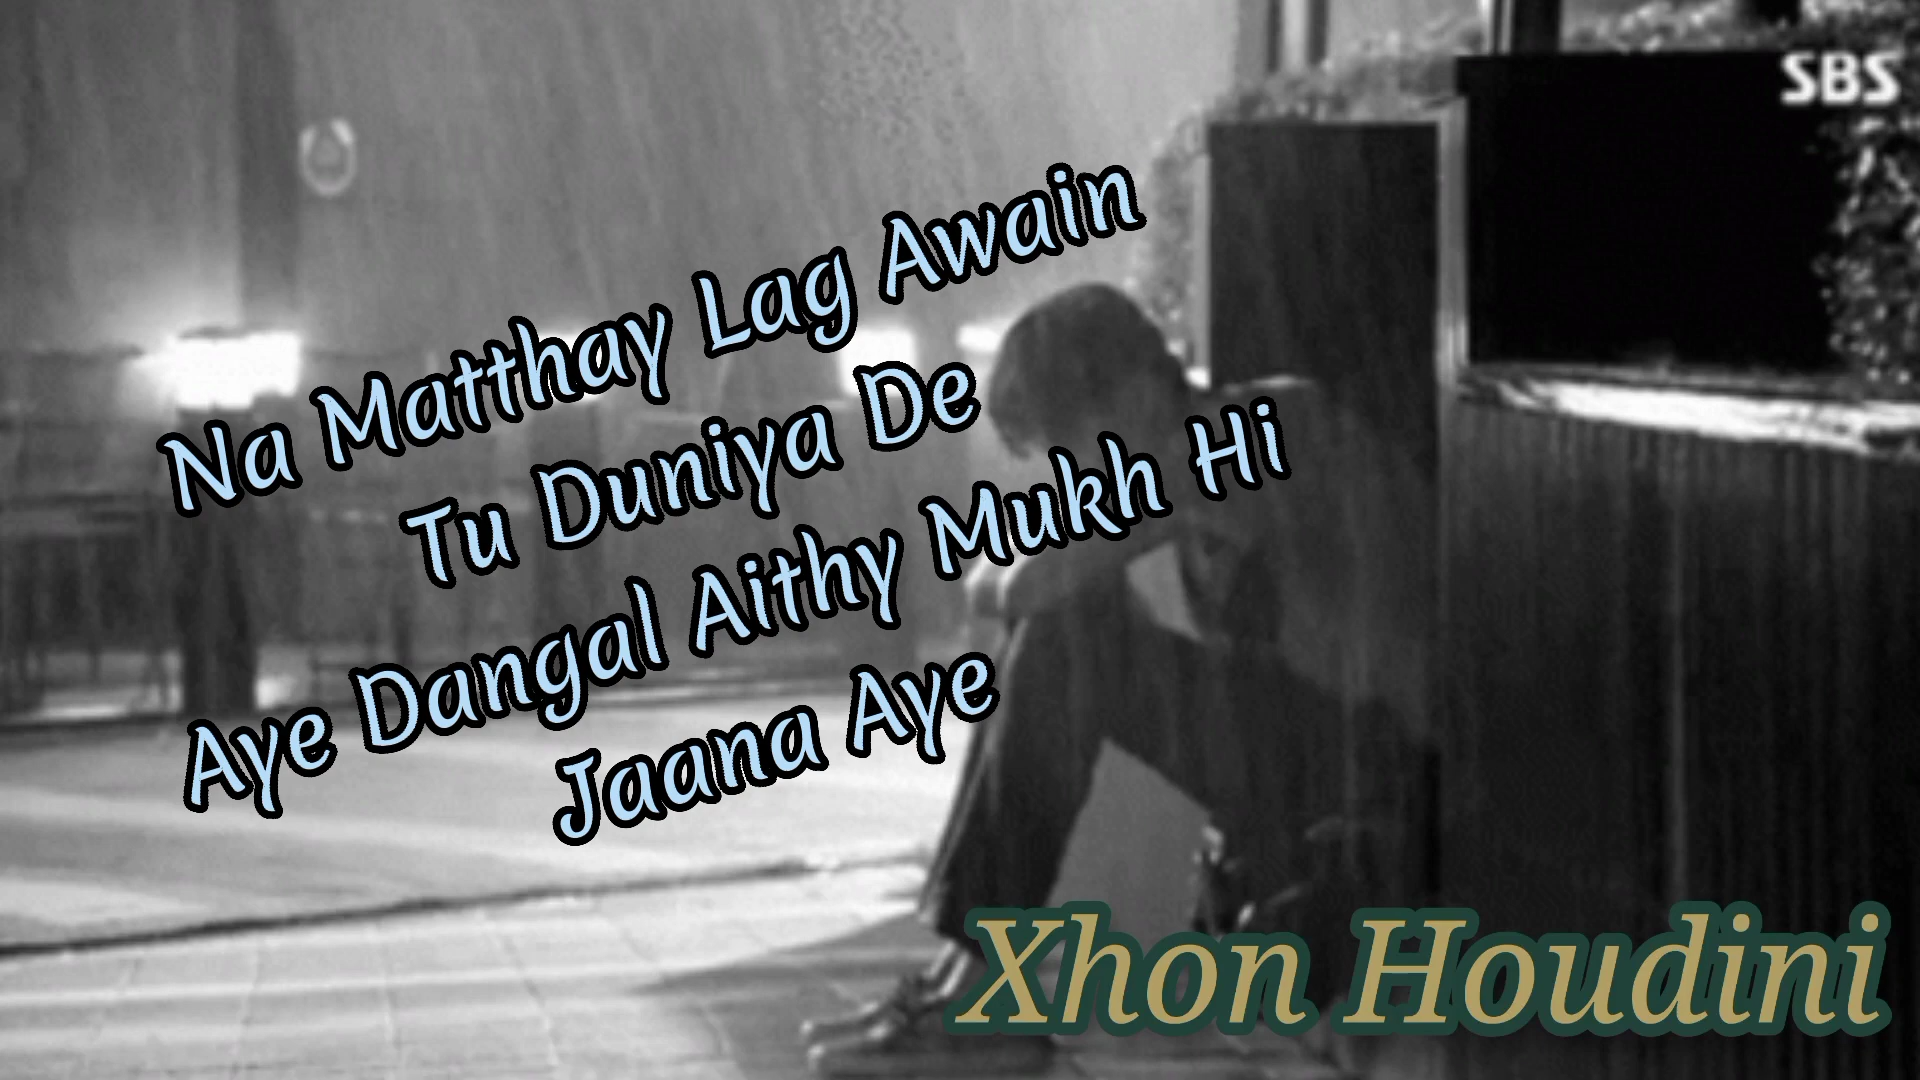 SBS
Na Matthay Lag Awain
Tu Duniya De
Aye Dangal Aithy Mukh Hi
Jaana Aye
Xhon Houdini